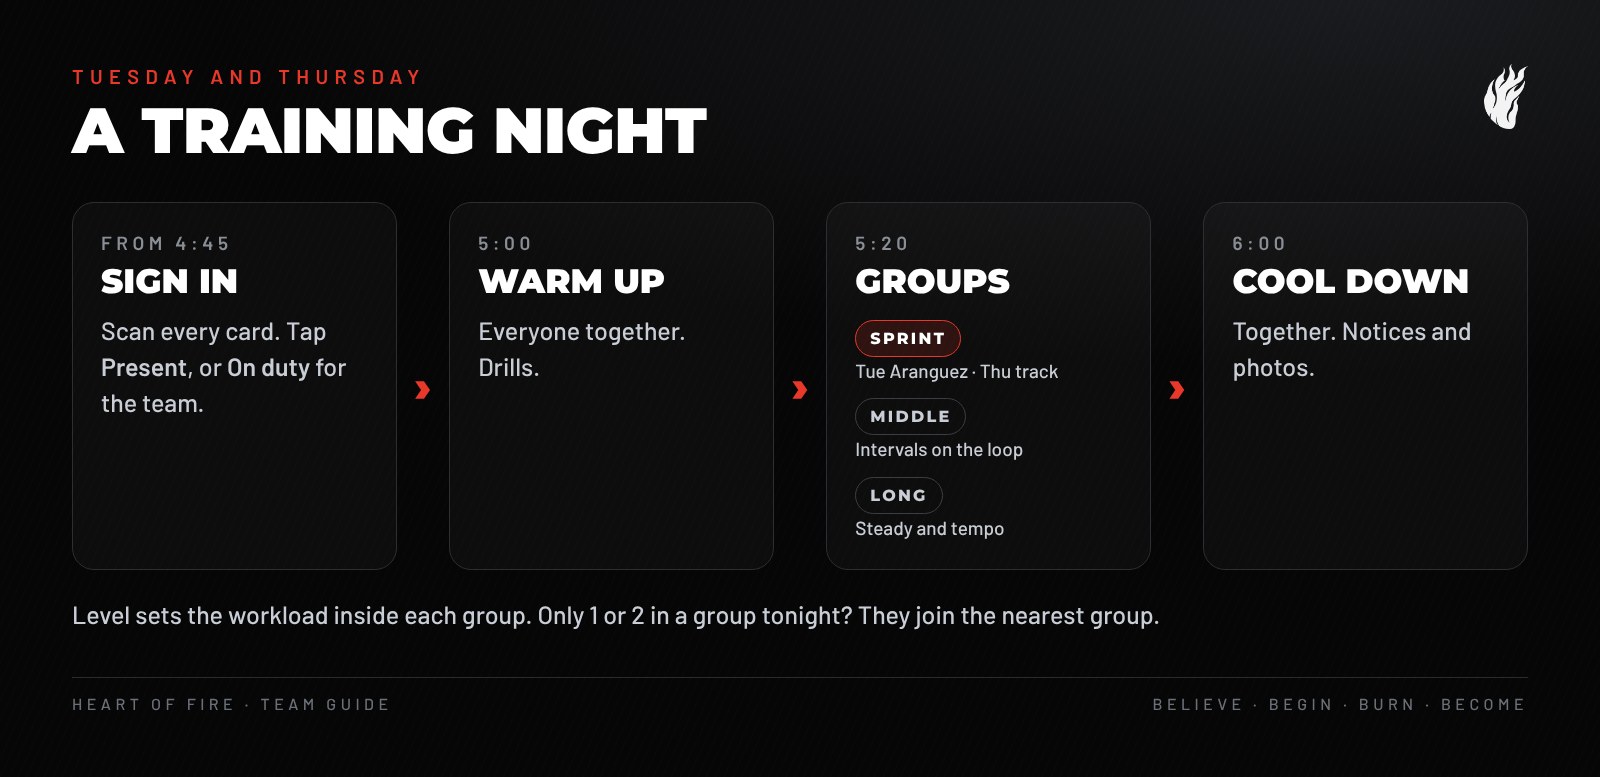 TUESDAY AND THURSDAY
A TRAINING NIGHT
FROM 4:45
SIGN IN
Scan every card. Tap
Present, or On duty for
the team.
›
5:00
WARM UP
Everyone together.
Drills.
›
5:20
GROUPS
SPRINT
Tue Aranguez · Thu track
MIDDLE
Intervals on the loop
LONG
Steady and tempo
›
6:00
COOL DOWN
Together. Notices and
photos.
Level sets the workload inside each group. Only 1 or 2 in a group tonight? They join the nearest group.
HEART OF FIRE · TEAM GUIDE
BELIEVE · BEGIN · BURN · BECOME